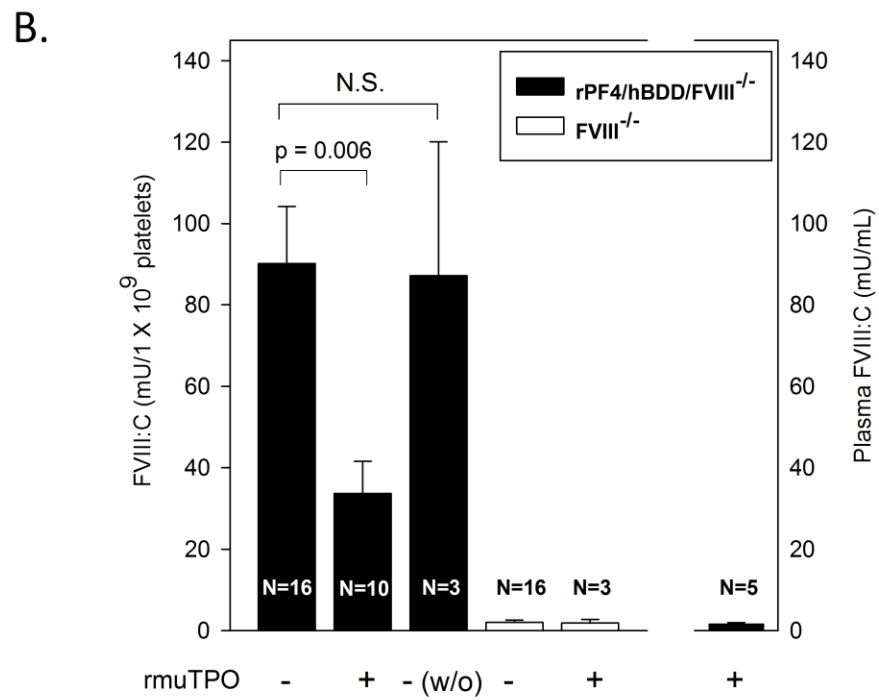 B.
rPF4/hBDD/FVIII-/-
FVIII-/-
N.S.
p = 0.006
FVIII:C (mU/1 X 10^9 platelets)
140
120
100
80
60
40
20
0
N=16
N=10
N=3
N=16
N=3
N=5
140
120
100
80
60
40
20
0
Plasma FVIII:C (mU/mL)
rmuTPO - + - (w/o) - + +